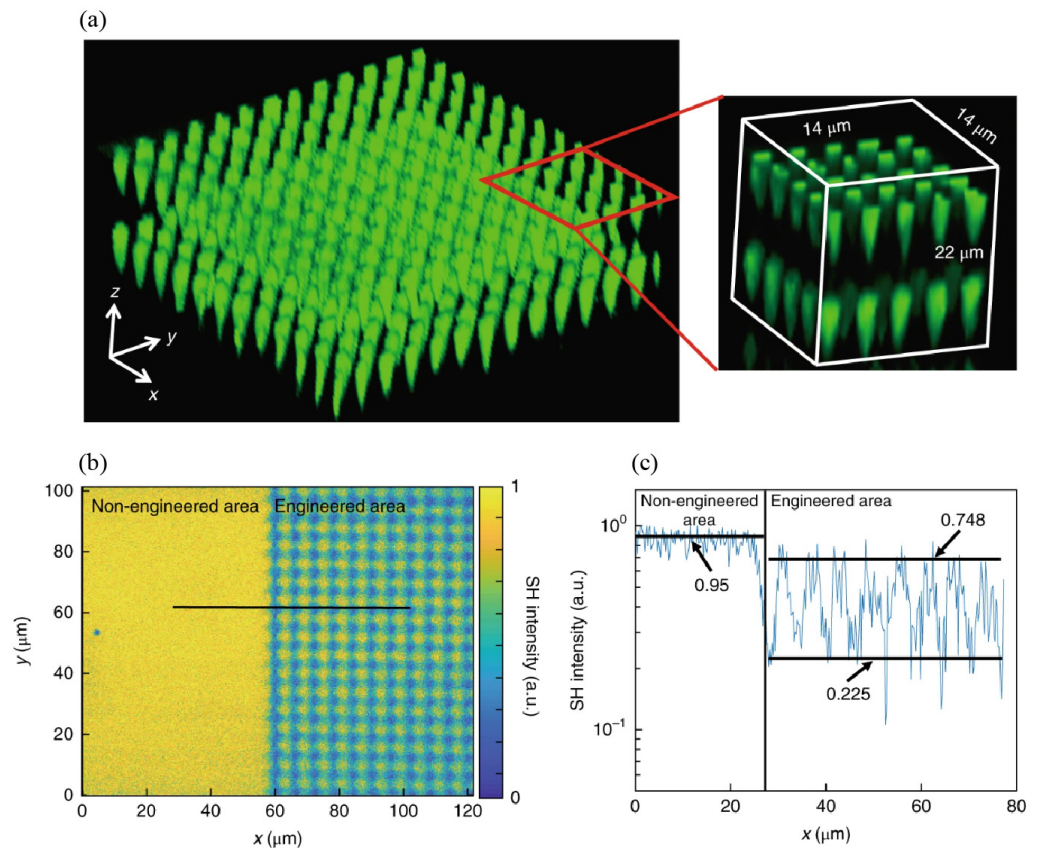 (a)
14 μm
14 μm
22 μm
z
y
x
(b)
100
80
60
40
20
0
y (μm)
Non-engineered area
Engineered area
0
20
40
60
80
100
120
x (μm)
1
0
SH intensity (a.u.)
(c)
SH intensity (a.u.)
10⁰
10⁻¹
Non-engineered
area
Engineered area
0.95
0.748
0.225
0
20
40
60
80
x (μm)